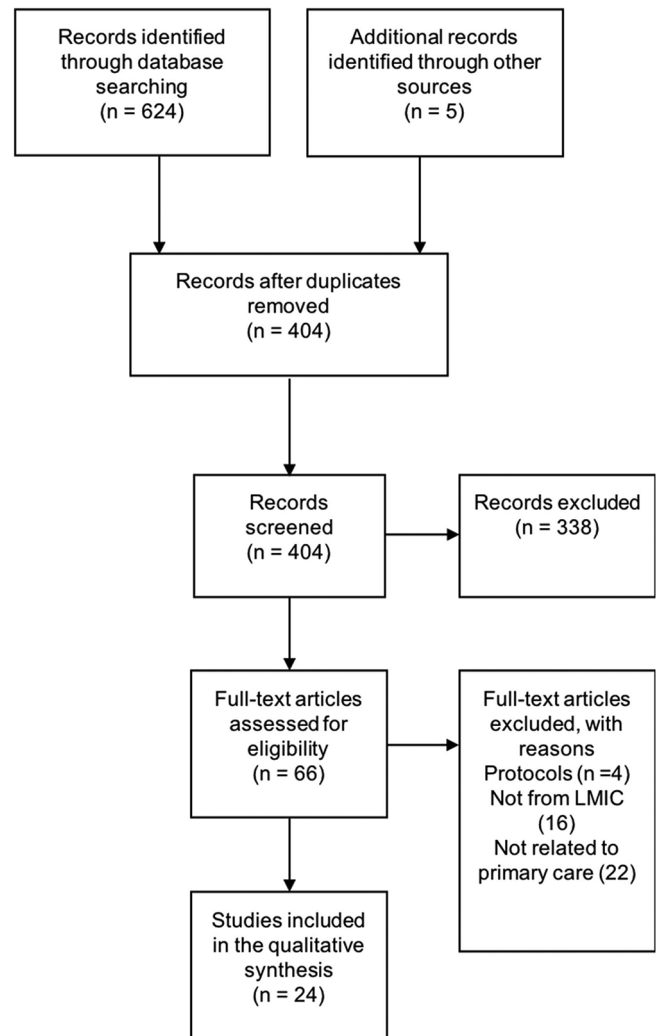 Records identified
through database
searching
(n = 624)
Additional records
identified through other
sources
(n = 5)
Records after duplicates
removed
(n = 404)
Records
screened
(n = 404)
Records excluded
(n = 338)
Full-text articles
assessed for
eligibility
(n = 66)
Full-text articles
excluded, with
reasons
Protocols (n =4)
Not from LMIC
(16)
Not related to
primary care (22)
Studies included
in the qualitative
synthesis
(n = 24)